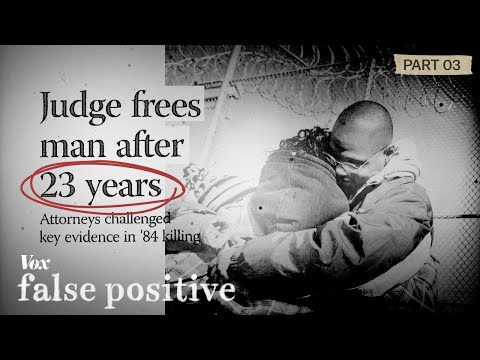 PART 03
Judge frees
man after
23 years
Attorneys challenged
key evidence in '84 killing
Vox
false positive